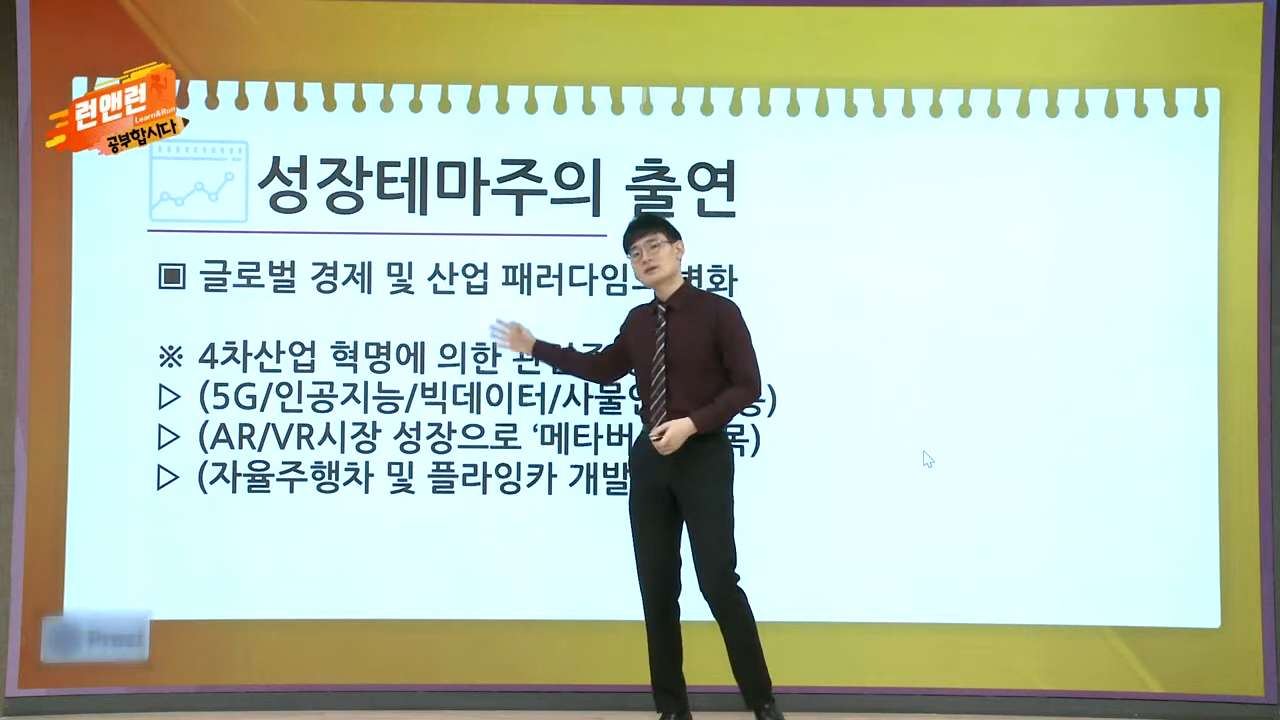 런앤런
Learn&Run
공부합시다
성장테마주의 출연
▣ 글로벌 경제 및 산업 패러다임 변화
※ 4차산업 혁명에 의한
▷ (5G/인공지능/빅데이터/사물
▷ (AR/VR시장 성장으로 ‘메타버
▷ (자율주행차 및 플라잉카 개발
Prezi